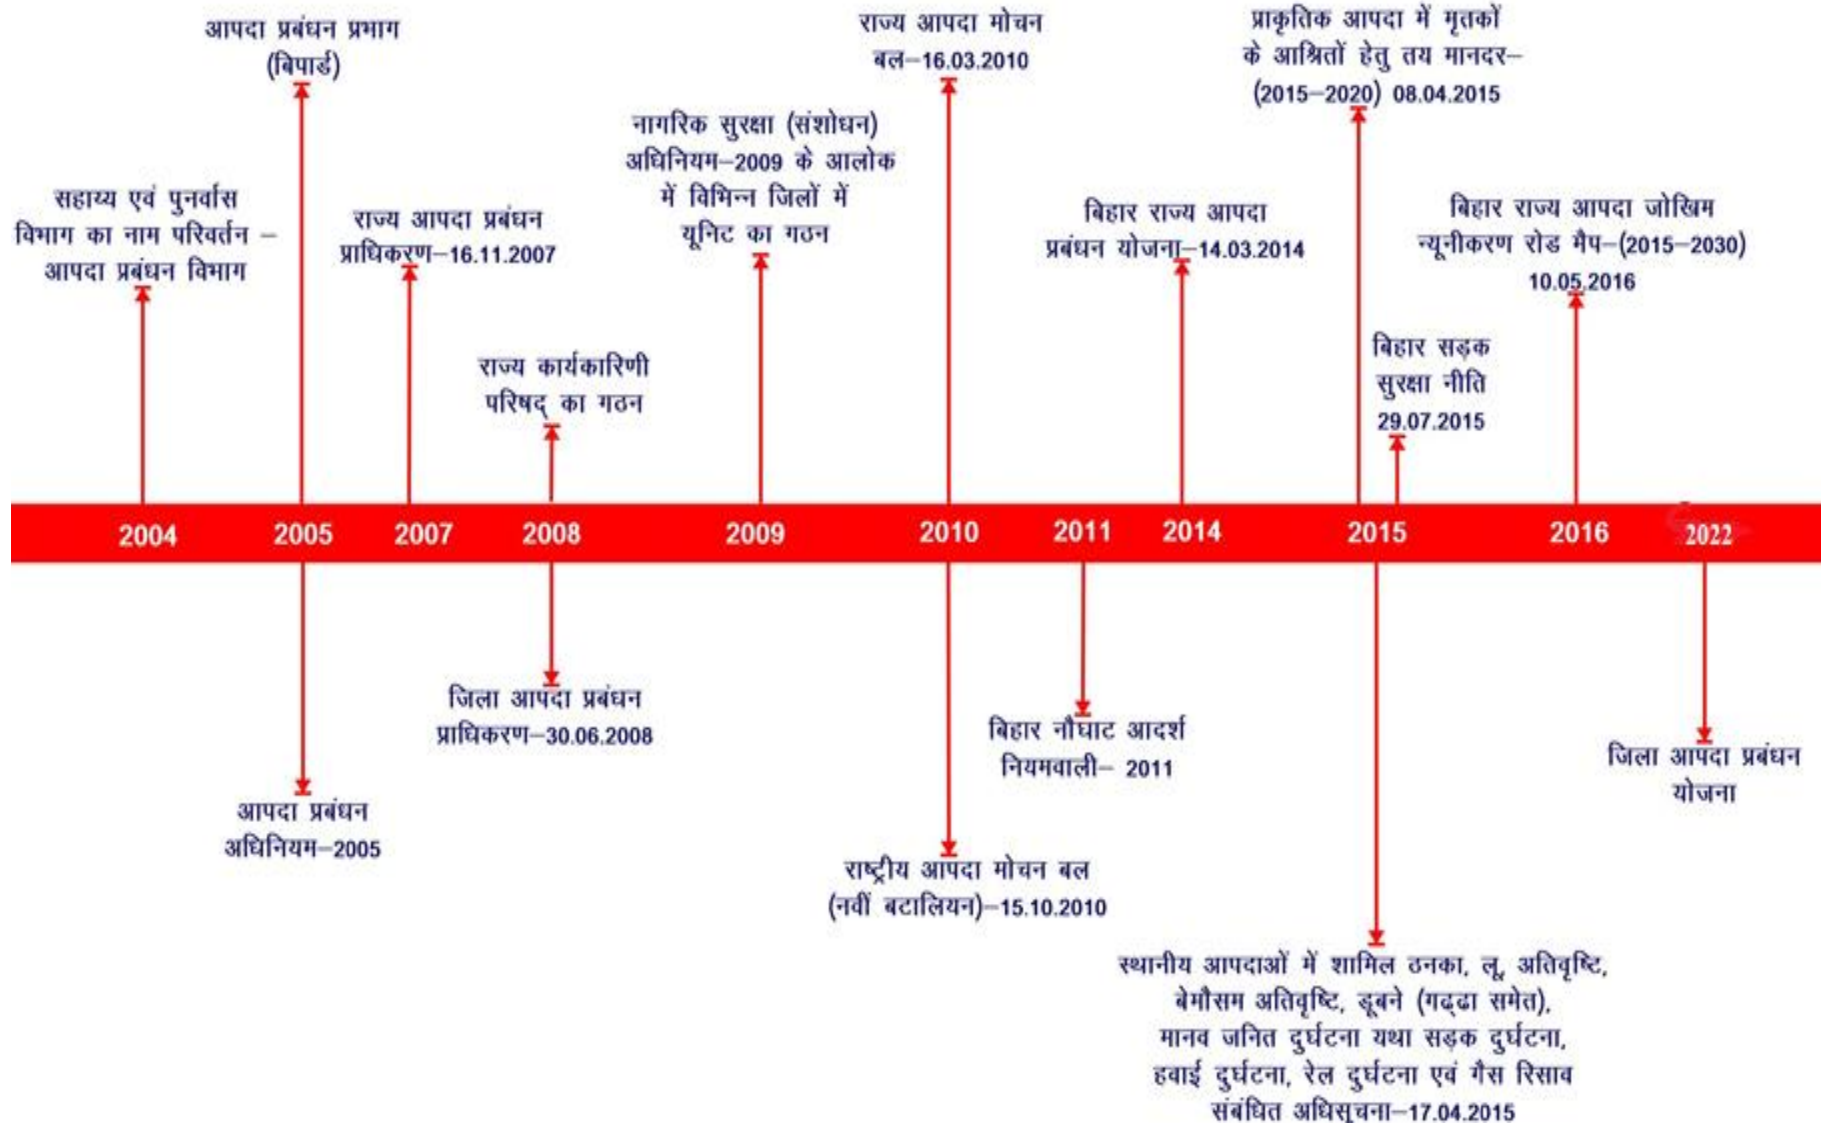 आपदा प्रबंधन प्रभाग
(बिपार्ड)
राज्य आपदा मोचन
बल–16.03.2010
प्राकृतिक आपदा में मृतकों
के आश्रितों हेतु तय मानदर–
(2015–2020) 08.04.2015
नागरिक सुरक्षा (संशोधन)
अधिनियम–2009 के आलोक
में विभिन्न जिलों में
यूनिट का गठन
सहाय्य एवं पुनर्वास
विभाग का नाम परिवर्तन –
आपदा प्रबंधन विभाग
राज्य आपदा प्रबंधन
प्राधिकरण–16.11.2007
बिहार राज्य आपदा
प्रबंधन योजना–14.03.2014
बिहार राज्य आपदा जोखिम
न्यूनीकरण रोड मैप–(2015–2030)
10.05.2016
राज्य कार्यकारिणी
परिषद् का गठन
बिहार सड़क
सुरक्षा नीति
29.07.2015
2004 2005 2007 2008 2009 2010 2011 2014 2015 2016 2022
जिला आपदा प्रबंधन
प्राधिकरण–30.06.2008
बिहार नौघाट आदर्श
नियमवाली– 2011
जिला आपदा प्रबंधन
योजना
आपदा प्रबंधन
अधिनियम–2005
राष्ट्रीय आपदा मोचन बल
(नवीं बटालियन)–15.10.2010
स्थानीय आपदाओं में शामिल ठनका, लू, अतिवृष्टि,
बेमौसम अतिवृष्टि, डूबने (गढ्ढा समेत),
मानव जनित दुर्घटना यथा सड़क दुर्घटना,
हवाई दुर्घटना, रेल दुर्घटना एवं गैस रिसाव
संबंधित अधिसूचना–17.04.2015